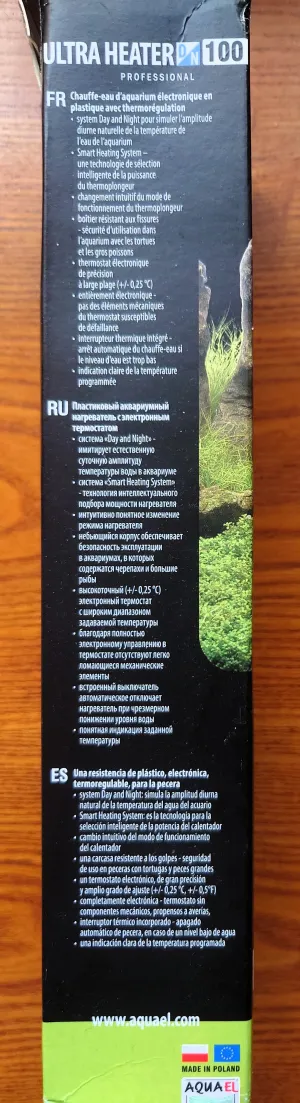 ULTRA HEATER D/N 100
PROFESSIONAL
FR Chauffe-eau d'aquarium électronique en
plastique avec thermorégulation
• system Day and Night pour simuler l'amplitude
diurne naturelle de la température de
l'eau de l'aquarium
• Smart Heating System –
une technologie de sélection
intelligente de la puissance
du thermoplongeur
• changement intuitif du mode de
fonctionnement du thermoplongeur
• boîtier résistant aux fissures
- sécurité d'utilisation dans
l'aquarium avec les tortues
et les gros poissons
• thermostat électronique
de précision
à large plage (+/- 0,25 °C)
• entièrement électronique -
pas des éléments mécaniques
du thermostat susceptibles
de défaillance
• interrupteur thermique intégré -
arrêt automatique du chauffe-eau si
le niveau d'eau est trop bas
• indication claire de la température
programmée
RU Пластиковый аквариумный
нагреватель с электронным
термостатом
• система «Day and Night» -
имитирует естественную
суточную амплитуду
температуры воды в аквариуме
• система «Smart Heating System»
- технология интеллектуального
подбора мощности нагревателя
• интуитивно понятное изменение
режима нагревателя
• небьющийся корпус обеспечивает
безопасность эксплуатации
в аквариумах, в которых
содержатся черепахи и большие
рыбы
• высокоточный (+/- 0,25 °C)
электронный термостат
с широким диапазоном
задаваемой температуры
• благодаря полностью
электронному управлению в
термостате отсутствуют легко
ломающиеся механические
элементы
• встроенный выключатель
автоматическое отключает
нагреватель при чрезмерном
понижении уровня воды
• понятная индикация заданной
температуры
ES Una resistencia de plástico, electrónica,
termoregulable, para la pecera
• system Day and Night: simula la amplitud diurna
natural de la temperatura del agua del acuario
• Smart Heating System: es la tecnología para la
selección inteligente de la potencia del calentador
• cambio intuitivo del modo de funcionamiento
del calentador
• una carcasa resistente a los golpes - seguridad
de uso en peceras con tortugas y peces grandes
• un termostato electrónico, de gran precisión
y amplio grado de ajuste (+/- 0,25 °C, +/- 0,5°F)
• completamente electrónica - termostato sin
componentes mecánicos, propensos a averías,
• interruptor térmico incorporado - apagado
automático de pecera, en caso de un nivel bajo de agua
• una indicación clara de la temperatura programada
www.aquael.com
MADE IN POLAND
AQUAEL